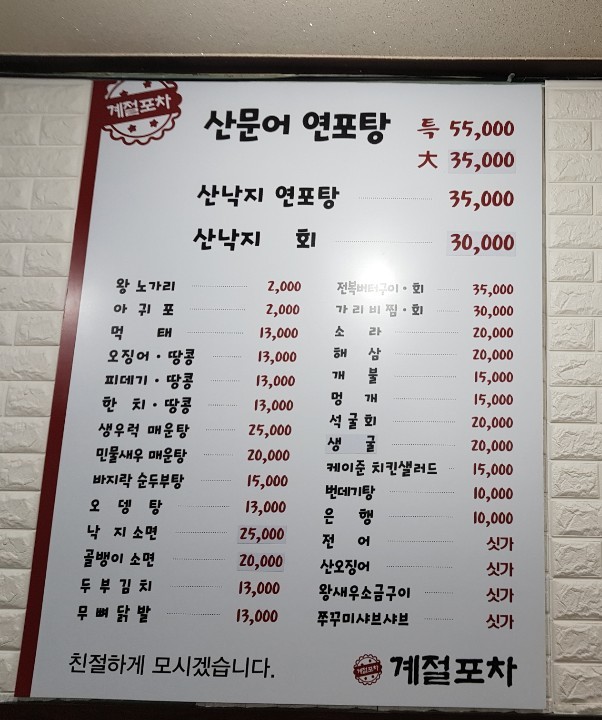 계절포차
산문어 연포탕 특 55,000
大 35,000
산낙지 연포탕 35,000
산낙지 회 30,000
왕 노가리 2,000
아 귀 포 2,000
먹 태 13,000
오징어 · 땅콩 13,000
피데기 · 땅콩 13,000
한 치 · 땅콩 13,000
생우럭 매운탕 25,000
민물새우 매운탕 20,000
바지락 순두부탕 15,000
오 뎅 탕 13,000
낙 지 소면 25,000
골뱅이 소면 20,000
두 부 김 치 13,000
무 뼈 닭 발 13,000
전복버터구이 · 회 35,000
가 리 비 찜 · 회 30,000
소 라 20,000
해 삼 20,000
개 불 15,000
멍 개 15,000
석 굴 회 20,000
생 굴 20,000
케이준 치킨샐러드 15,000
번데기탕 10,000
은 행 10,000
전 어 싯가
산오징어 싯가
왕새우소금구이 싯가
쭈꾸미샤브샤브 싯가
친절하게 모시겠습니다.
계절포차 계절포차